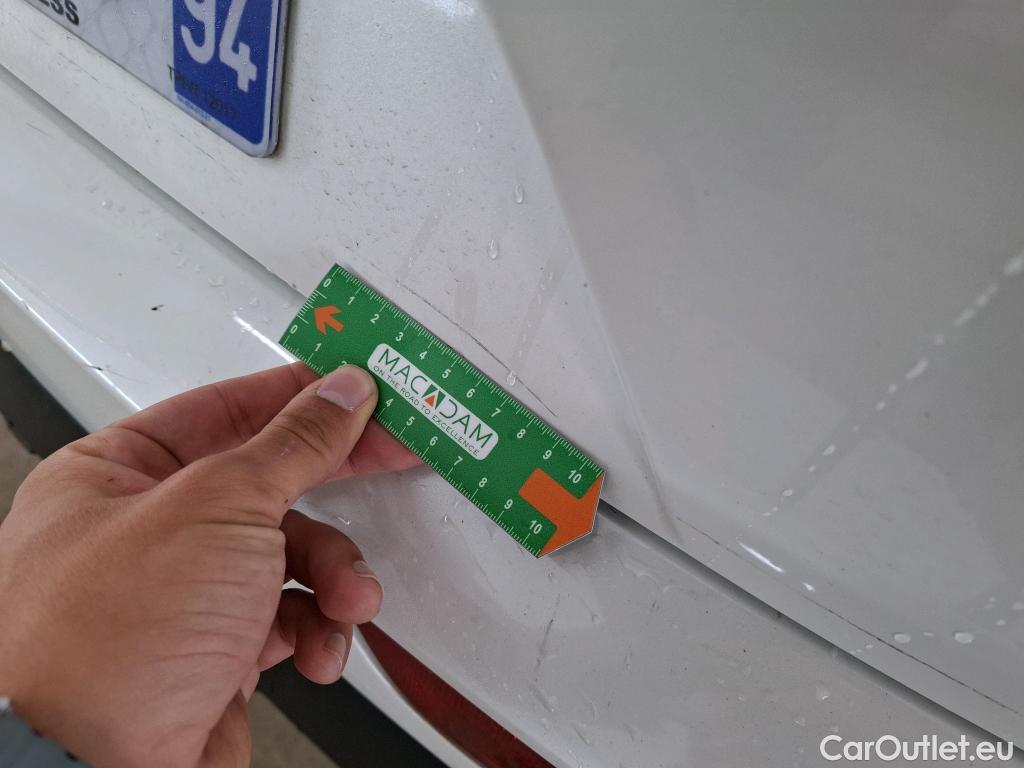 ESS
94
0 1 2 3 4 5 6 7 8 9 10
MACADAM
ON THE ROAD TO EXCELLENCE
0 1 2 4 5 6 7 8 9 10
CarOutlet.eu